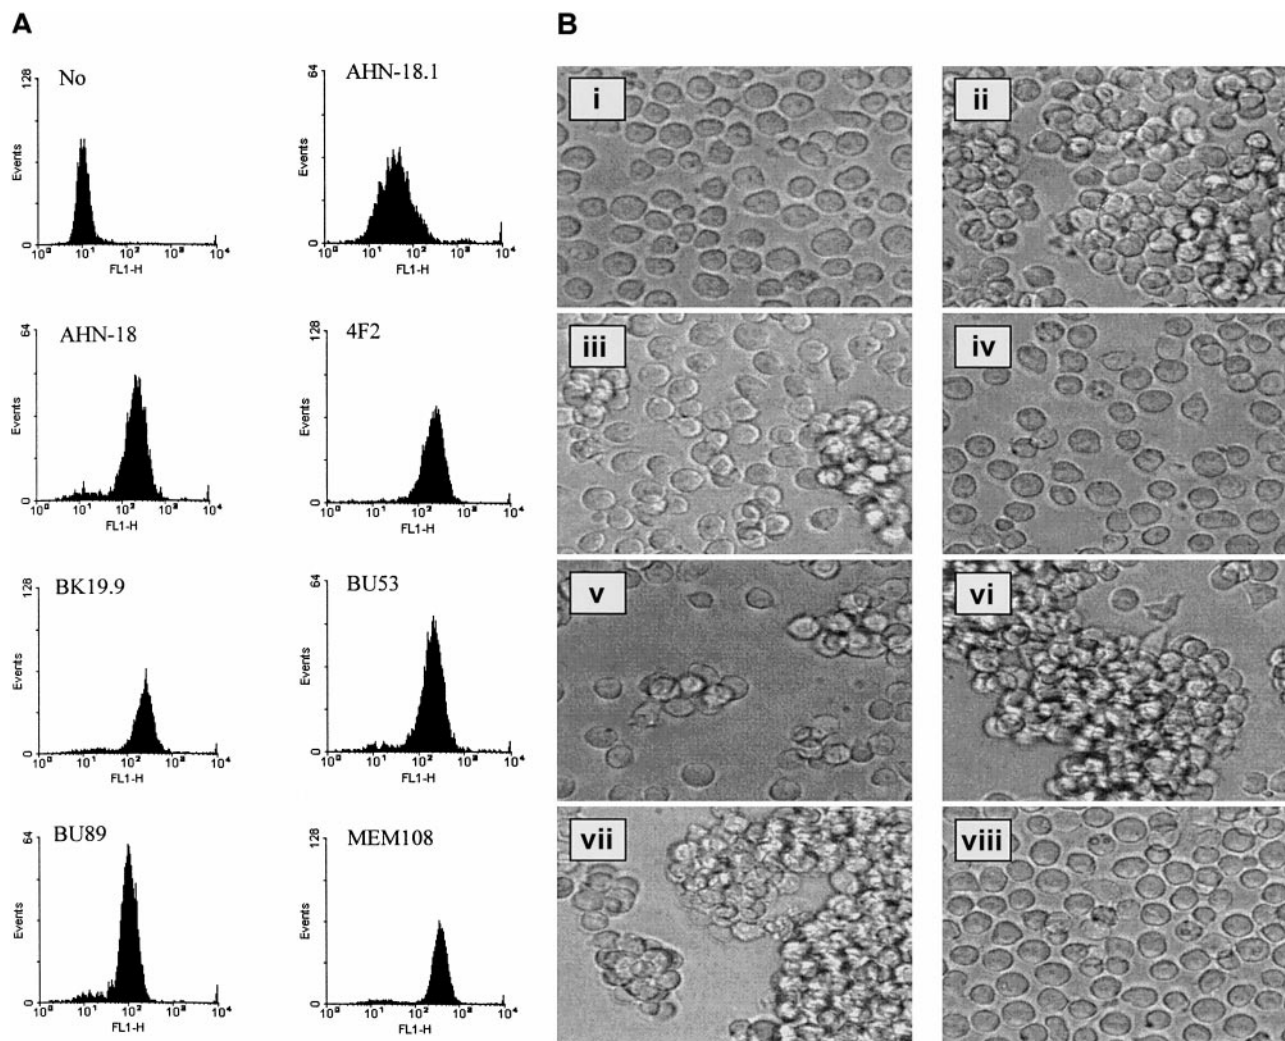 A
B
No
128
Events
0
10⁰ 10¹ 10² 10³ 10⁴
FL1-H
AHN-18.1
64
Events
0
10⁰ 10¹ 10² 10³ 10⁴
FL1-H
AHN-18
64
Events
0
10⁰ 10¹ 10² 10³ 10⁴
FL1-H
4F2
128
Events
0
10⁰ 10¹ 10² 10³ 10⁴
FL1-H
BK19.9
128
Events
0
10⁰ 10¹ 10² 10³ 10⁴
FL1-H
BU53
64
Events
0
10⁰ 10¹ 10² 10³ 10⁴
FL1-H
BU89
64
Events
0
10⁰ 10¹ 10² 10³ 10⁴
FL1-H
MEM108
128
Events
0
10⁰ 10¹ 10² 10³ 10⁴
FL1-H
i
ii
iii
iv
v
vi
vii
viii